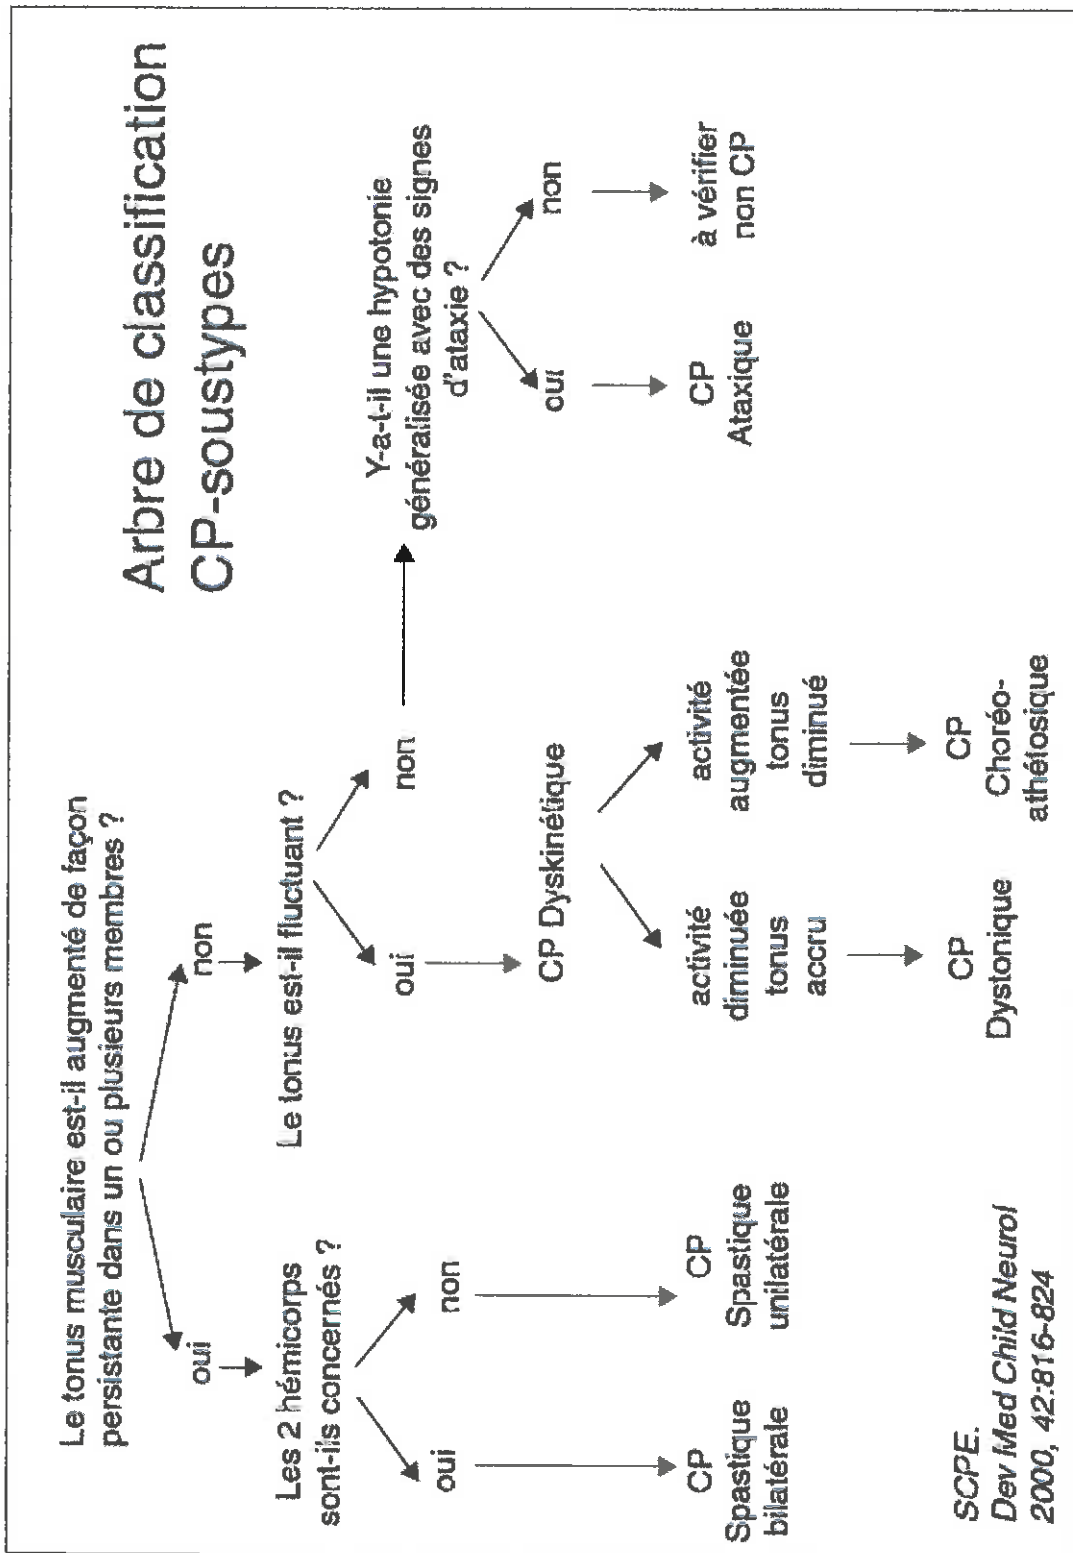 Arbre de classification
CP-soustypes
Le tonus musculaire est-il augmenté de façon
persistante dans un ou plusieurs membres ?
oui
non
Les 2 hémicorps
sont-ils concernés ?
Le tonus est-il fluctuant ?
oui
non
oui
non
Y-a-t-il une hypotonie
généralisée avec des signes
d'ataxie ?
CP Dyskinétique
oui
non
CP
Spastique
bilatérale
CP
Spastique
unilatérale
activité
diminuée
tonus
accru
activité
augmentée
tonus
diminué
CP
Ataxique
à vérifier
non CP
CP
Dystonique
CP
Choréo-
athétosique
SCPE.
Dev Med Child Neurol
2000, 42:816-824